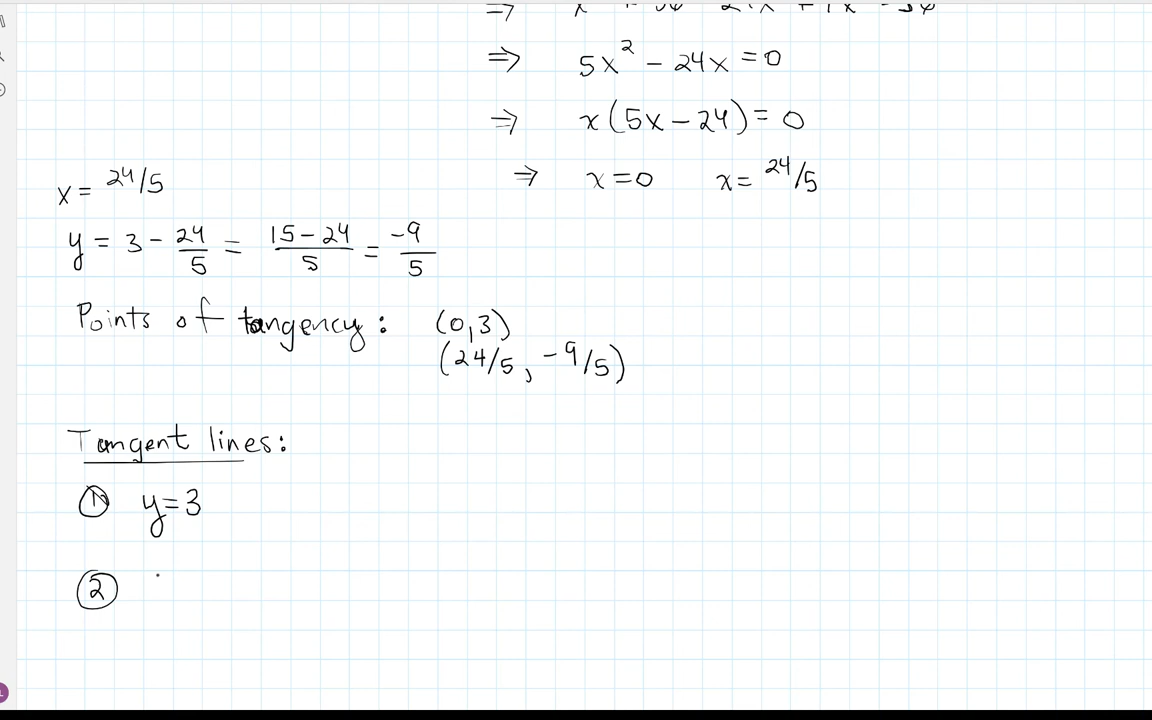 ⇒ 5x² − 24x = 0
⇒ x(5x − 24) = 0
⇒ x = 0 x = 24/5
x = 24/5
y = 3 − 24/5 = 15 − 24/5 = −9/5
Points of tangency: (0,3)
(24/5, −9/5)
Tangent lines:
① y = 3
②